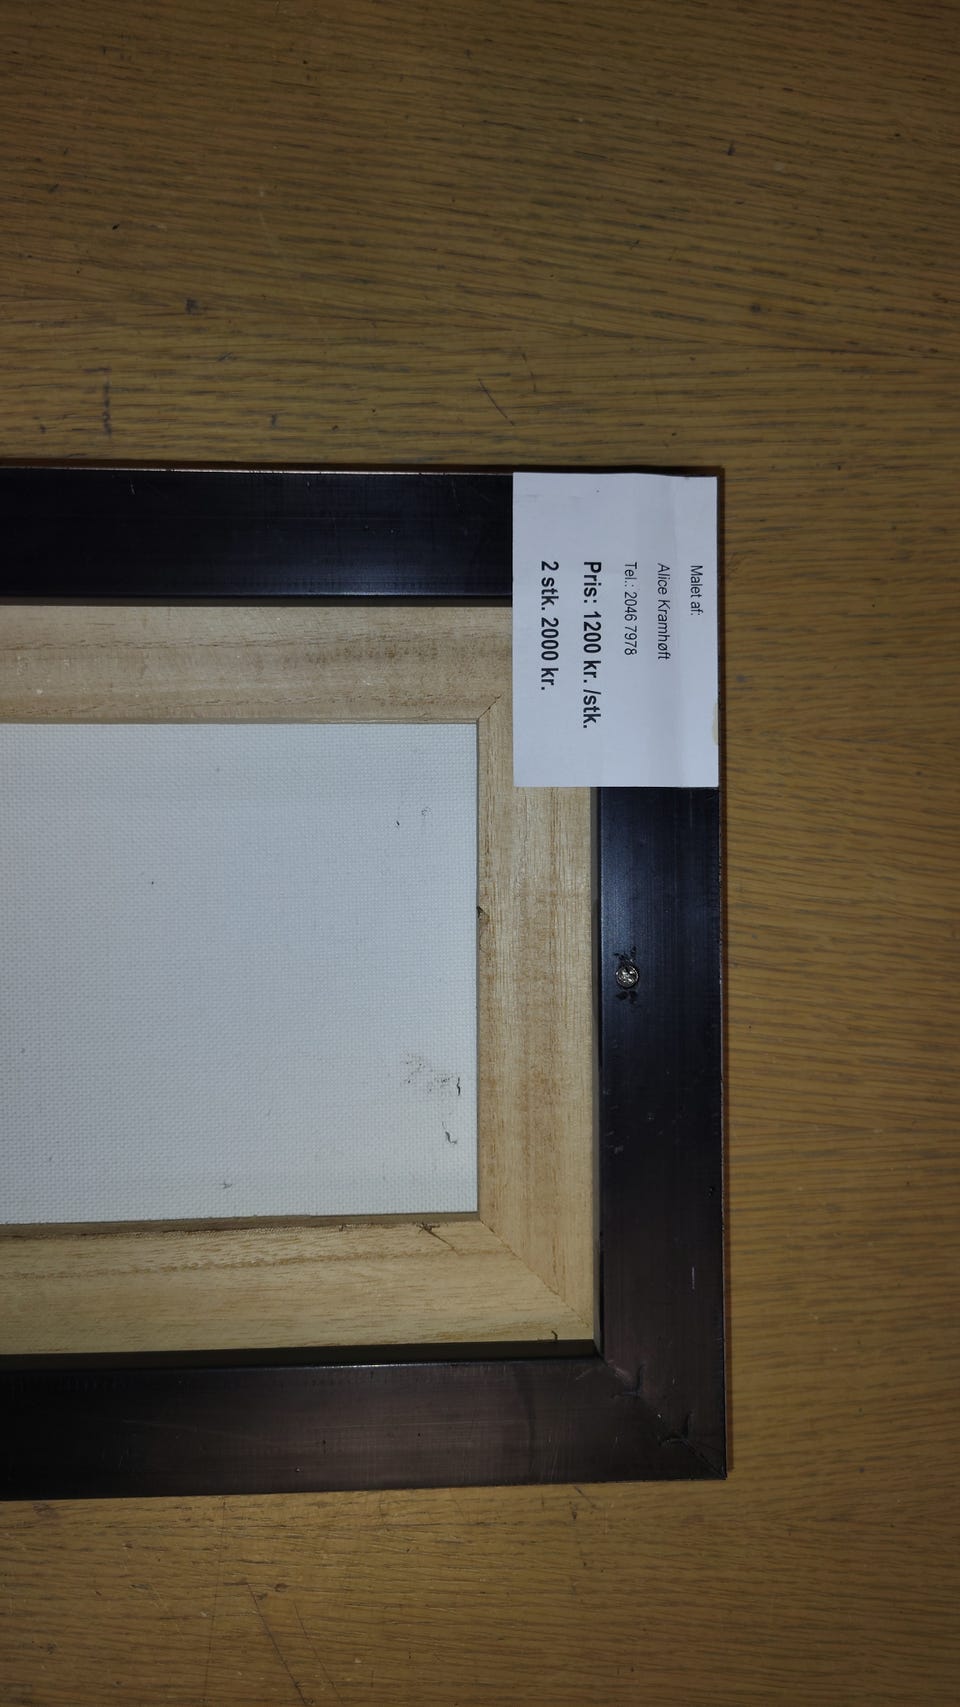 Malet af:
Alice Kramhøft
Tel.: 2046 7978
Pris: 1200 kr. /stk.
2 stk. 2000 kr.